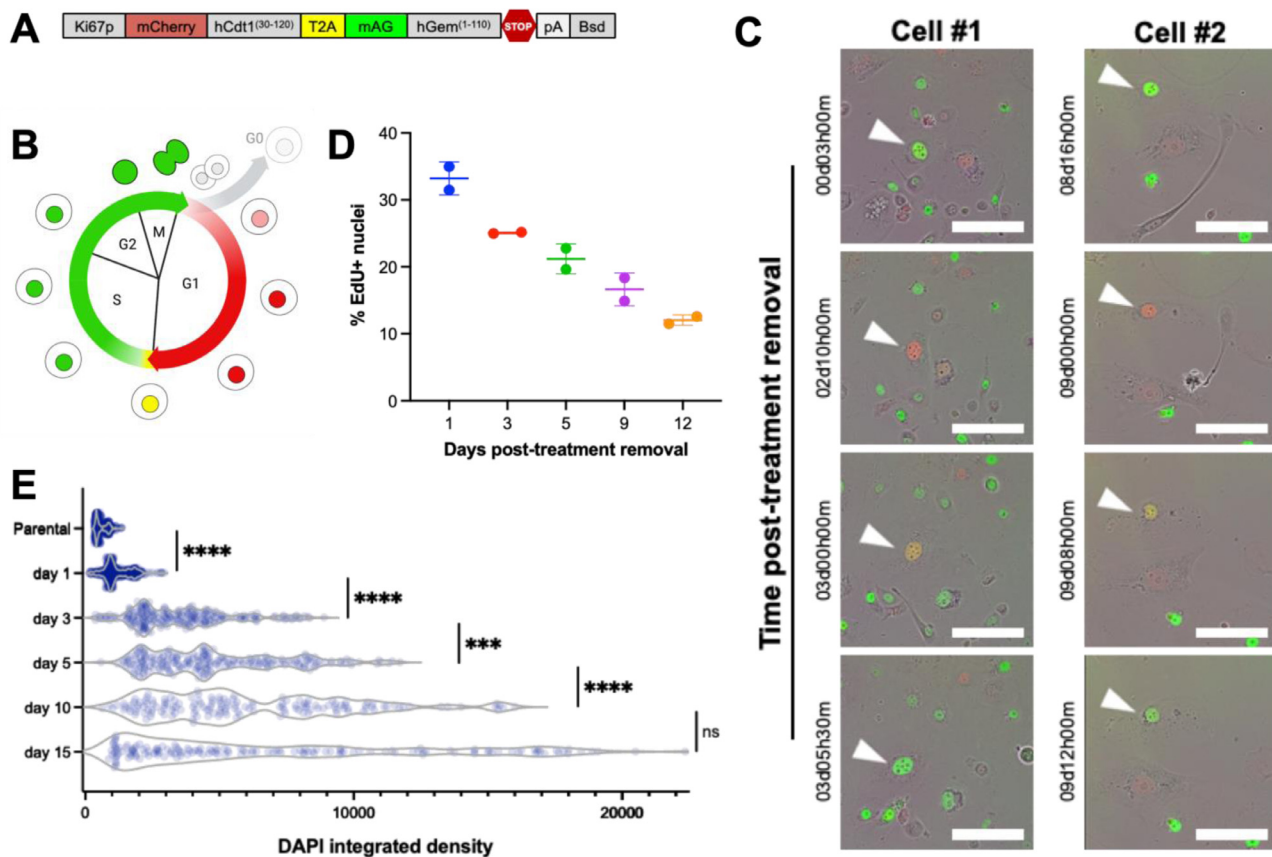 A
Ki67p mCherry hCdt1(30-120) T2A mAG hGem(1-110) STOP pA Bsd
B
G0
M
G2
G1
S
C
Cell #1 Cell #2
Time post-treatment removal
00d03h00m
02d10h00m
03d00h00m
03d05h30m
08d16h00m
09d00h00m
09d08h00m
09d12h00m
D
% EdU+ nuclei
40
30
20
10
0
1 3 5 9 12
Days post-treatment removal
E
Parental
day 1
day 3
day 5
day 10
day 15
****
****
***
****
ns
0 10000 20000
DAPI integrated density